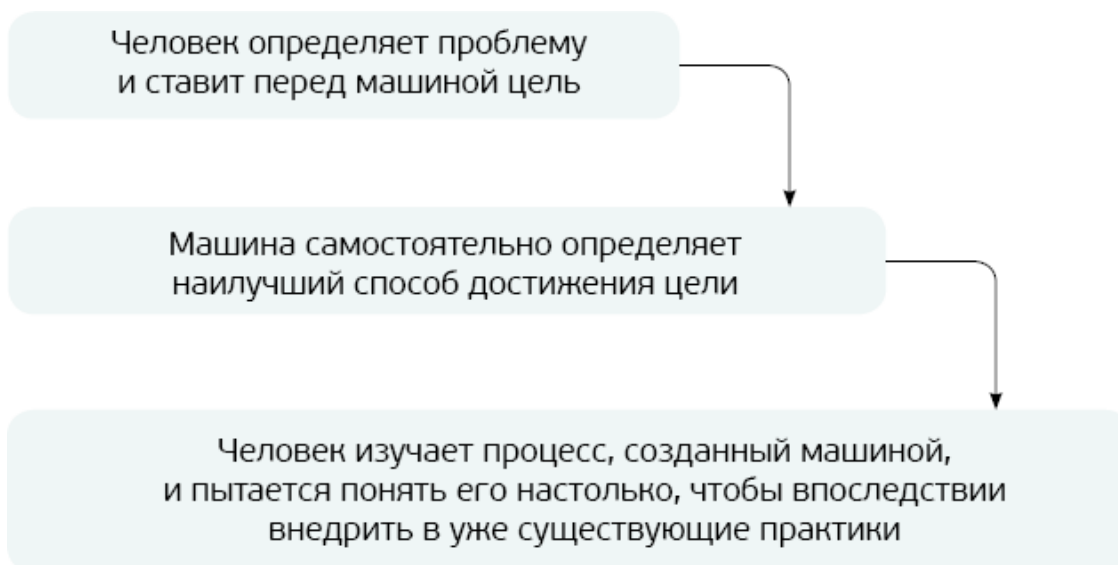 Человек определяет проблему
и ставит перед машиной цель
Машина самостоятельно определяет
наилучший способ достижения цели
Человек изучает процесс, созданный машиной,
и пытается понять его настолько, чтобы впоследствии
внедрить в уже существующие практики